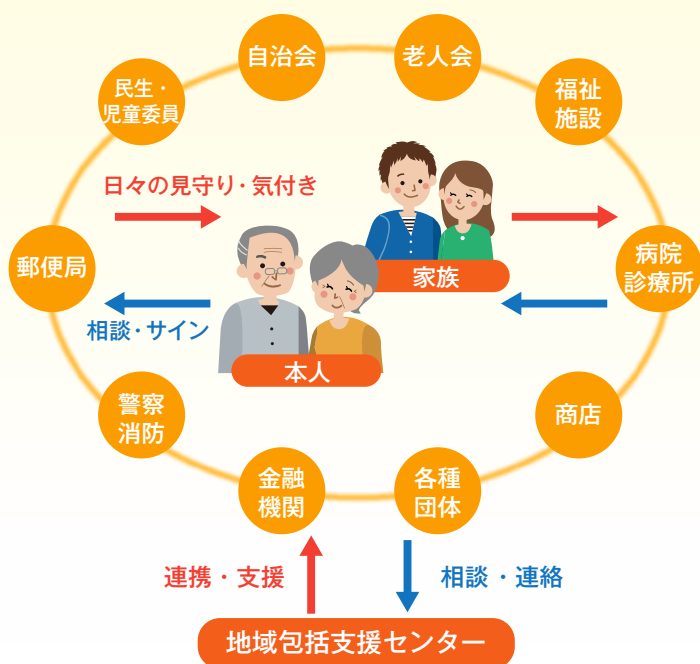 自治会
老人会
民生・
児童委員
福祉
施設
日々の見守り・気付き
郵便局
病院
診療所
家族
相談・サイン
本人
警察
消防
商店
金融
機関
各種
団体
連携・支援
相談・連絡
地域包括支援センター